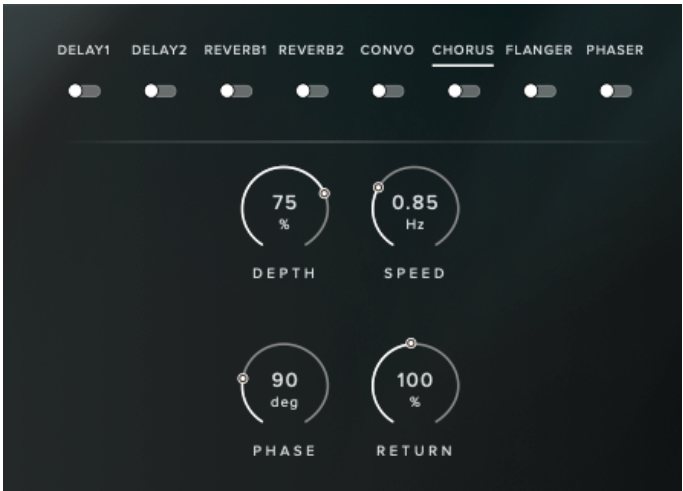 DELAY1 DELAY2 REVERB1 REVERB2 CONVO CHORUS FLANGER PHASER
75 0.85
% Hz
DEPTH SPEED
90 100
deg %
PHASE RETURN